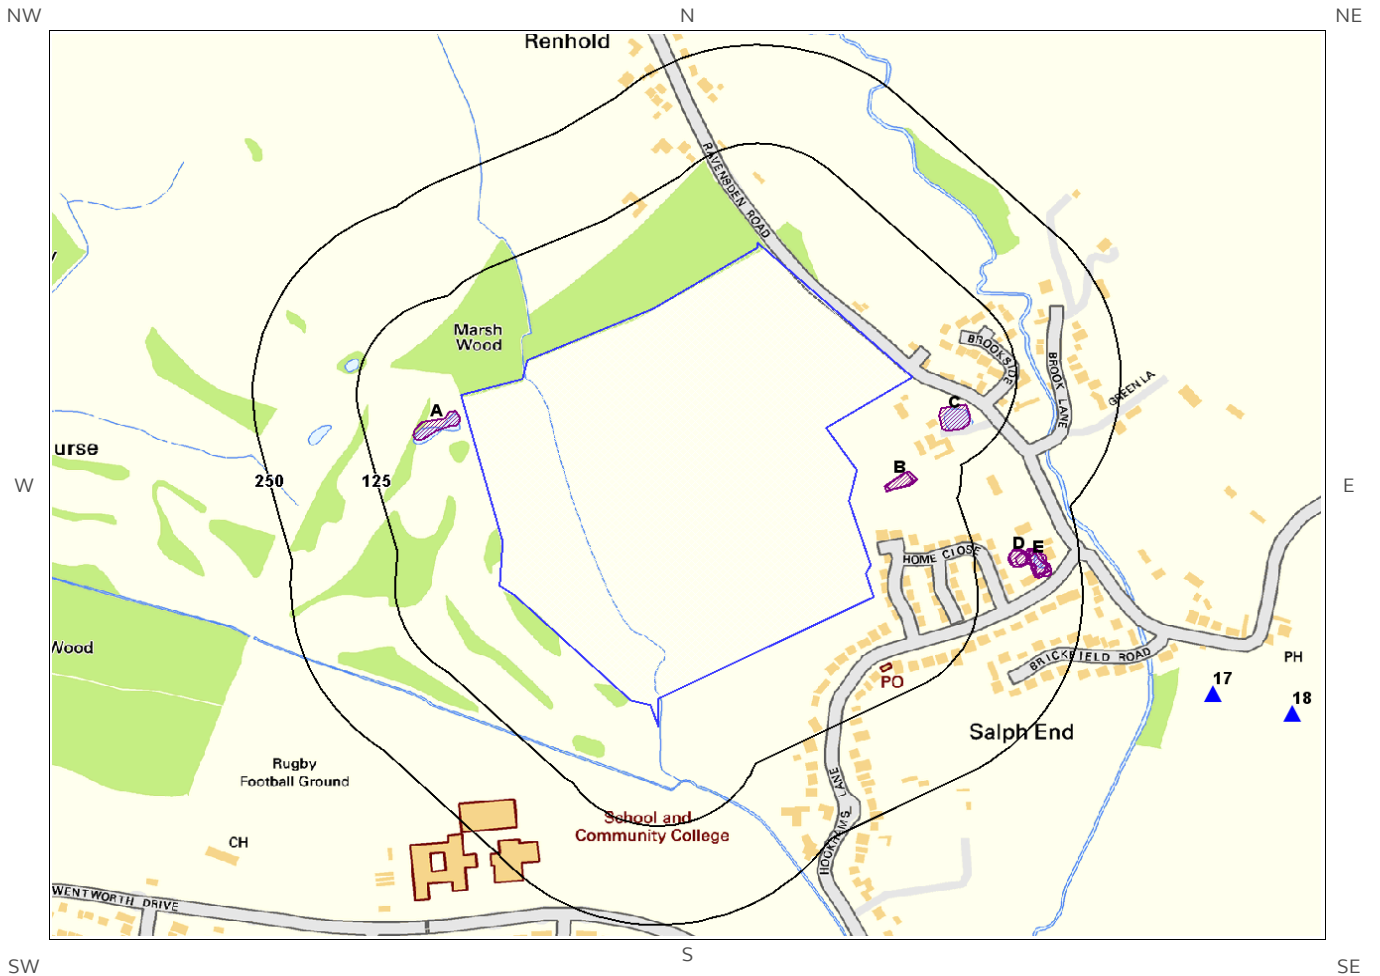 NW
N
NE
Renhold
RAVENSDEN ROAD
y
Marsh
Wood
BROOKSIDE
BROOK LANE
GREEN LA
A
C
urse
B
250
125
W
E
D
E
HOME CLOSE
Wood
BRICKFIELD ROAD
PH
PO
17
18
Salph End
Rugby
Football Ground
HOOKHAMS LANE
School and
Community College
CH
WENTWORTH DRIVE
S
SW
SE